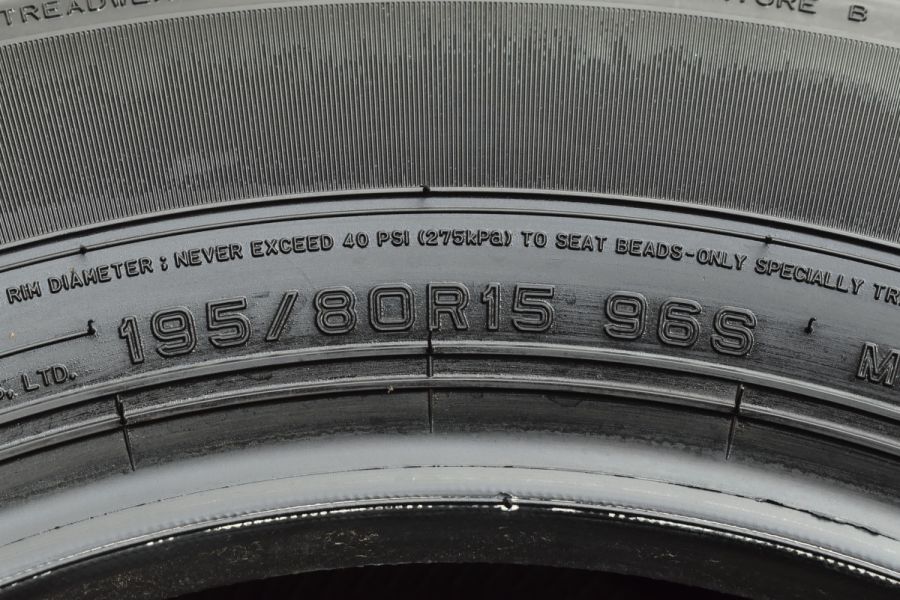 TREADWEAR B
RIM DIAMETER ; NEVER EXCEED 40 PSI (275kPa) TO SEAT BEADS-ONLY SPECIALLY
195/80R15 96S
LTD.